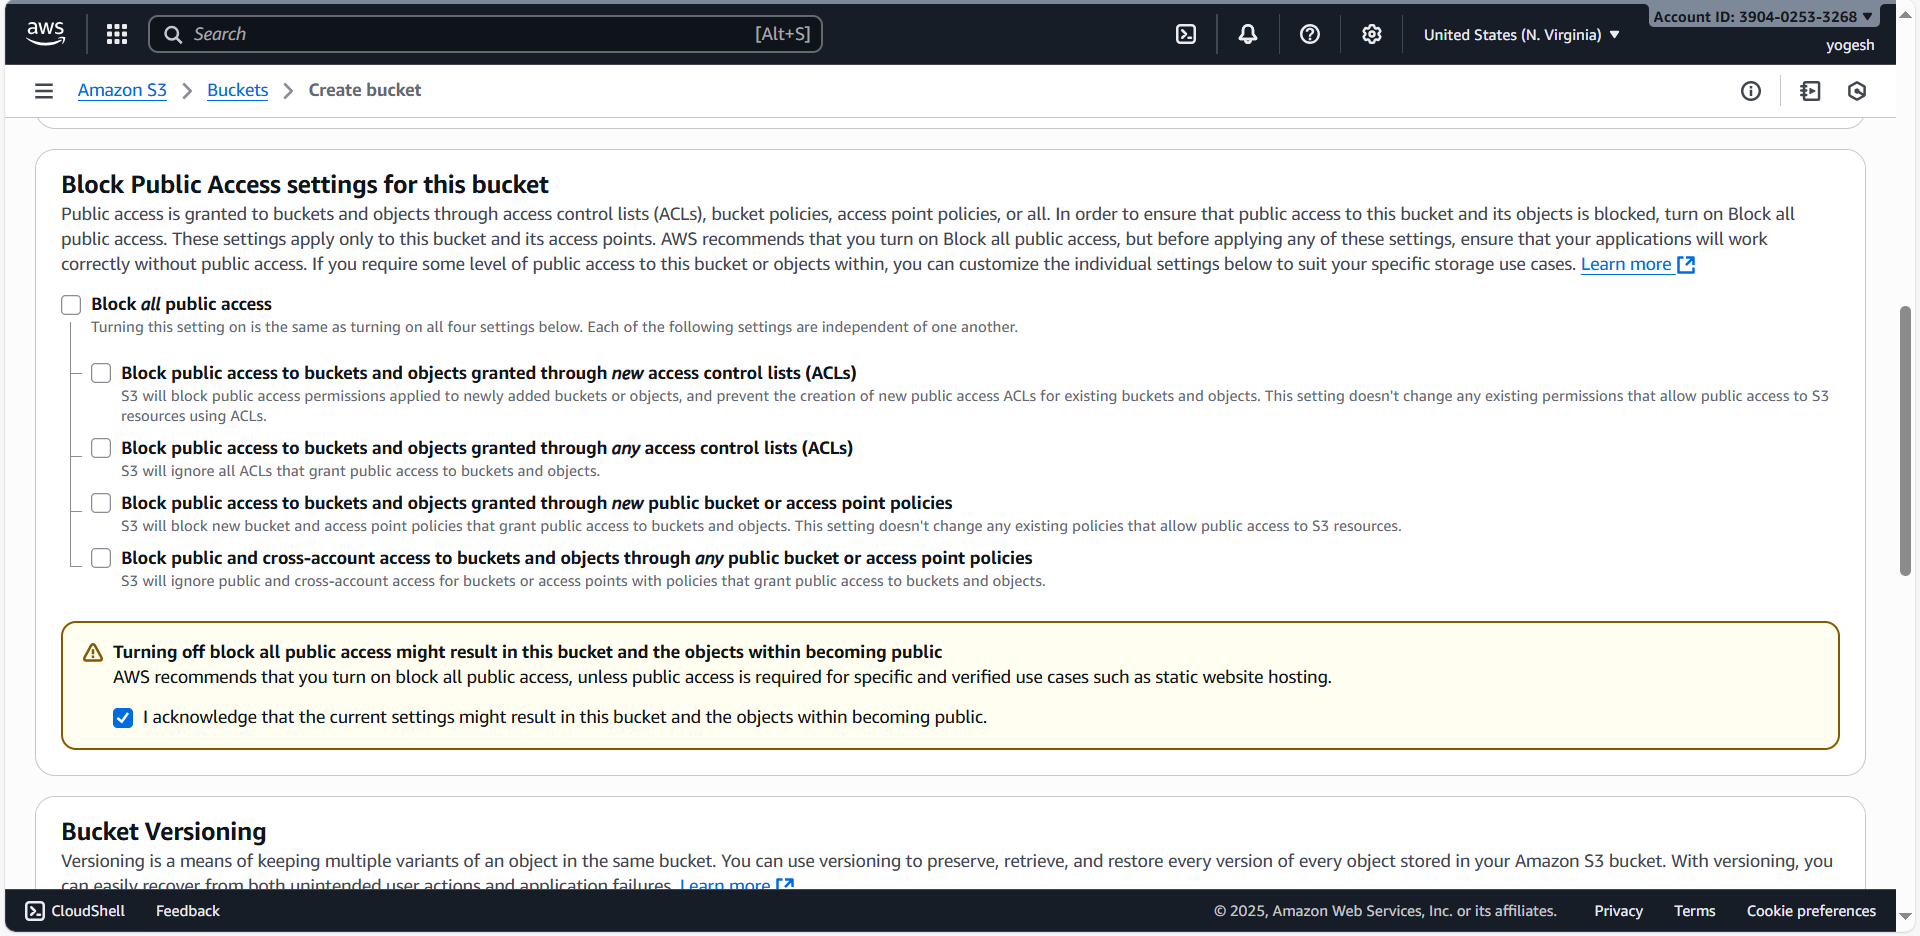 aws
Search [Alt+S]
United States (N. Virginia) ▼
Account ID: 3904-0253-3268 ▼
yogesh
Amazon S3 > Buckets > Create bucket
Block Public Access settings for this bucket
Public access is granted to buckets and objects through access control lists (ACLs), bucket policies, access point policies, or all. In order to ensure that public access to this bucket and its objects is blocked, turn on Block all
public access. These settings apply only to this bucket and its access points. AWS recommends that you turn on Block all public access, but before applying any of these settings, ensure that your applications will work
correctly without public access. If you require some level of public access to this bucket or objects within, you can customize the individual settings below to suit your specific storage use cases. Learn more
Block all public access
Turning this setting on is the same as turning on all four settings below. Each of the following settings are independent of one another.
Block public access to buckets and objects granted through new access control lists (ACLs)
S3 will block public access permissions applied to newly added buckets or objects, and prevent the creation of new public access ACLs for existing buckets and objects. This setting doesn't change any existing permissions that allow public access to S3
resources using ACLs.
Block public access to buckets and objects granted through any access control lists (ACLs)
S3 will ignore all ACLs that grant public access to buckets and objects.
Block public access to buckets and objects granted through new public bucket or access point policies
S3 will block new bucket and access point policies that grant public access to buckets and objects. This setting doesn't change any existing policies that allow public access to S3 resources.
Block public and cross-account access to buckets and objects through any public bucket or access point policies
S3 will ignore public and cross-account access for buckets or access points with policies that grant public access to buckets and objects.
Turning off block all public access might result in this bucket and the objects within becoming public
AWS recommends that you turn on block all public access, unless public access is required for specific and verified use cases such as static website hosting.
I acknowledge that the current settings might result in this bucket and the objects within becoming public.
Bucket Versioning
Versioning is a means of keeping multiple variants of an object in the same bucket. You can use versioning to preserve, retrieve, and restore every version of every object stored in your Amazon S3 bucket. With versioning, you
can easily recover from both unintended user actions and application failures. Learn more
CloudShell Feedback © 2025, Amazon Web Services, Inc. or its affiliates. Privacy Terms Cookie preferences